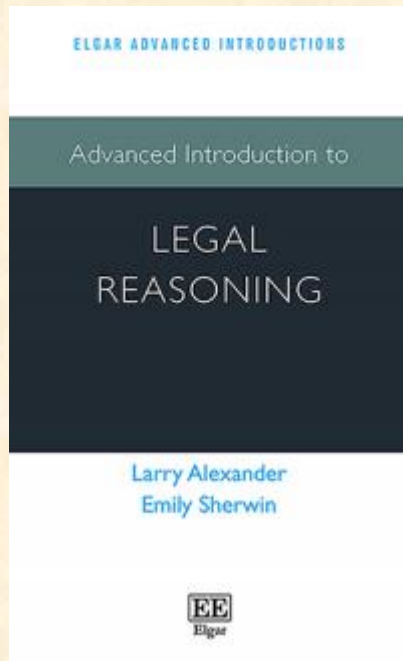 ELGAR ADVANCED INTRODUCTIONS
Advanced Introduction to
LEGAL
REASONING
Larry Alexander
Emily Sherwin
EE
Elgar